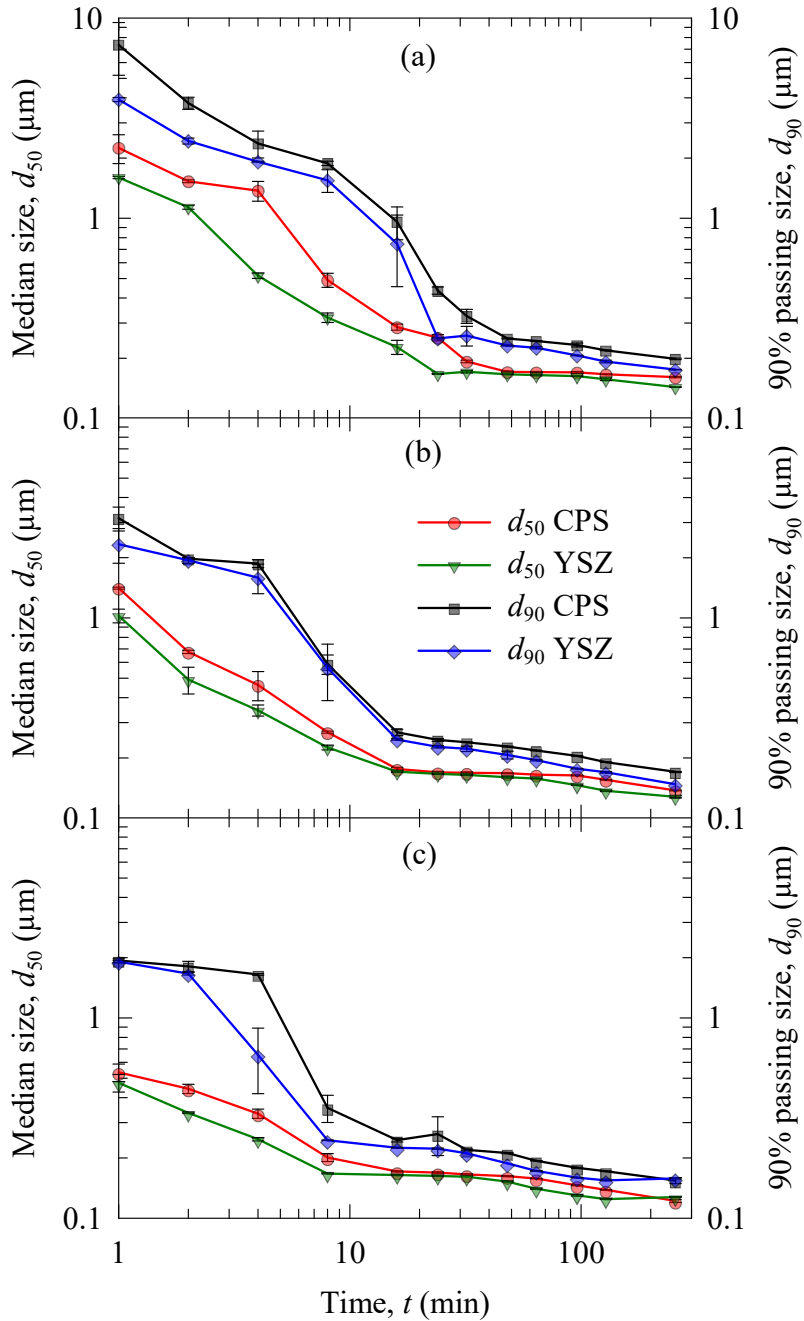 10
10
(a)
Median size, d50 (μm)
90% passing size, d90 (μm)
1
1
0.1
0.1
(b)
Median size, d50 (μm)
90% passing size, d90 (μm)
d50 CPS
d50 YSZ
d90 CPS
d90 YSZ
1
1
0.1
0.1
(c)
Median size, d50 (μm)
90% passing size, d90 (μm)
1
1
0.1
0.1
1
10
100
Time, t (min)